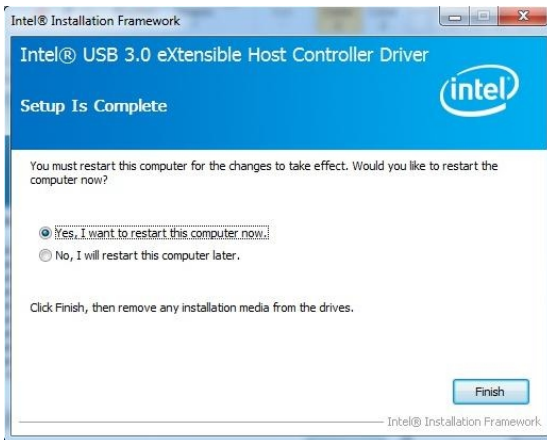 Intel® Installation Framework
Intel® USB 3.0 eXtensible Host Controller Driver
Setup Is Complete
intel®
You must restart this computer for the changes to take effect. Would you like to restart the
computer now?
Yes, I want to restart this computer now.
No, I will restart this computer later.
Click Finish, then remove any installation media from the drives.
Finish
Intel® Installation Framework